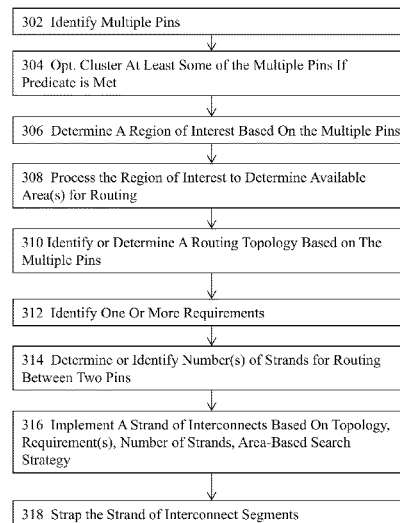 302 Identify Multiple Pins
304 Opt. Cluster At Least Some of the Multiple Pins If
Predicate is Met
306 Determine A Region of Interest Based On the Multiple Pins
308 Process the Region of Interest to Determine Available
Area(s) for Routing
310 Identify or Determine A Routing Topology Based on The
Multiple Pins
312 Identify One Or More Requirements
314 Determine or Identify Number(s) of Strands for Routing
Between Two Pins
316 Implement A Strand of Interconnects Based On Topology,
Requirement(s), Number of Strands, Area-Based Search
Strategy
318 Strap the Strand of Interconnect Segments